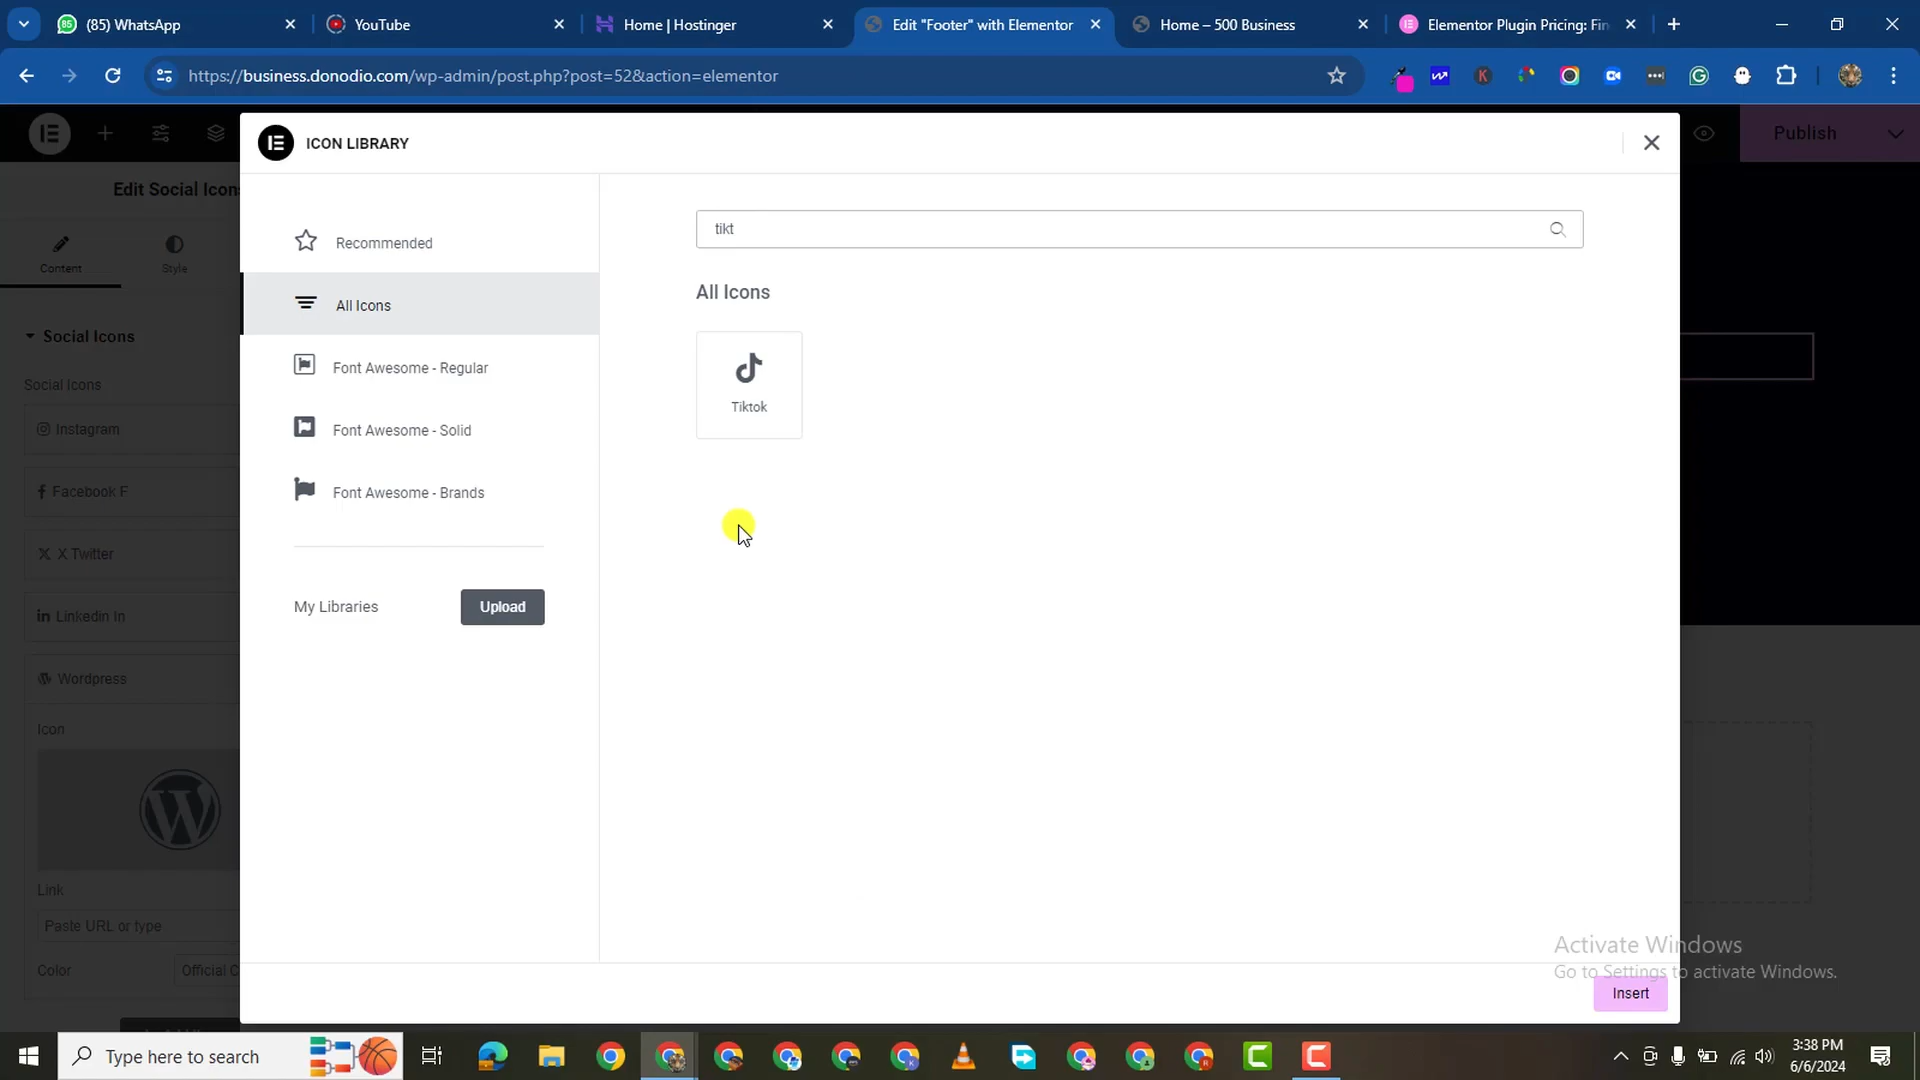 (85) WhatsApp
YouTube
Home | Hostinger
Edit "Footer" with Elementor
Home – 500 Business
Elementor Plugin Pricing: Fin
https://business.donodio.com/wp-admin/post.php?post=52&action=elementor
Publish
ICON LIBRARY
Edit Social Icons
Content
Style
Social Icons
Social Icons
Instagram
Facebook F
X Twitter
Linkedin In
Wordpress
Icon
Link
Paste URL or type
Color
Official C
Recommended
All Icons
Font Awesome - Regular
Font Awesome - Solid
Font Awesome - Brands
My Libraries
Upload
tikt
All Icons
Tiktok
Activate Windows
Go to Settings to activate Windows.
Insert
Type here to search
3:38 PM
6/6/2024